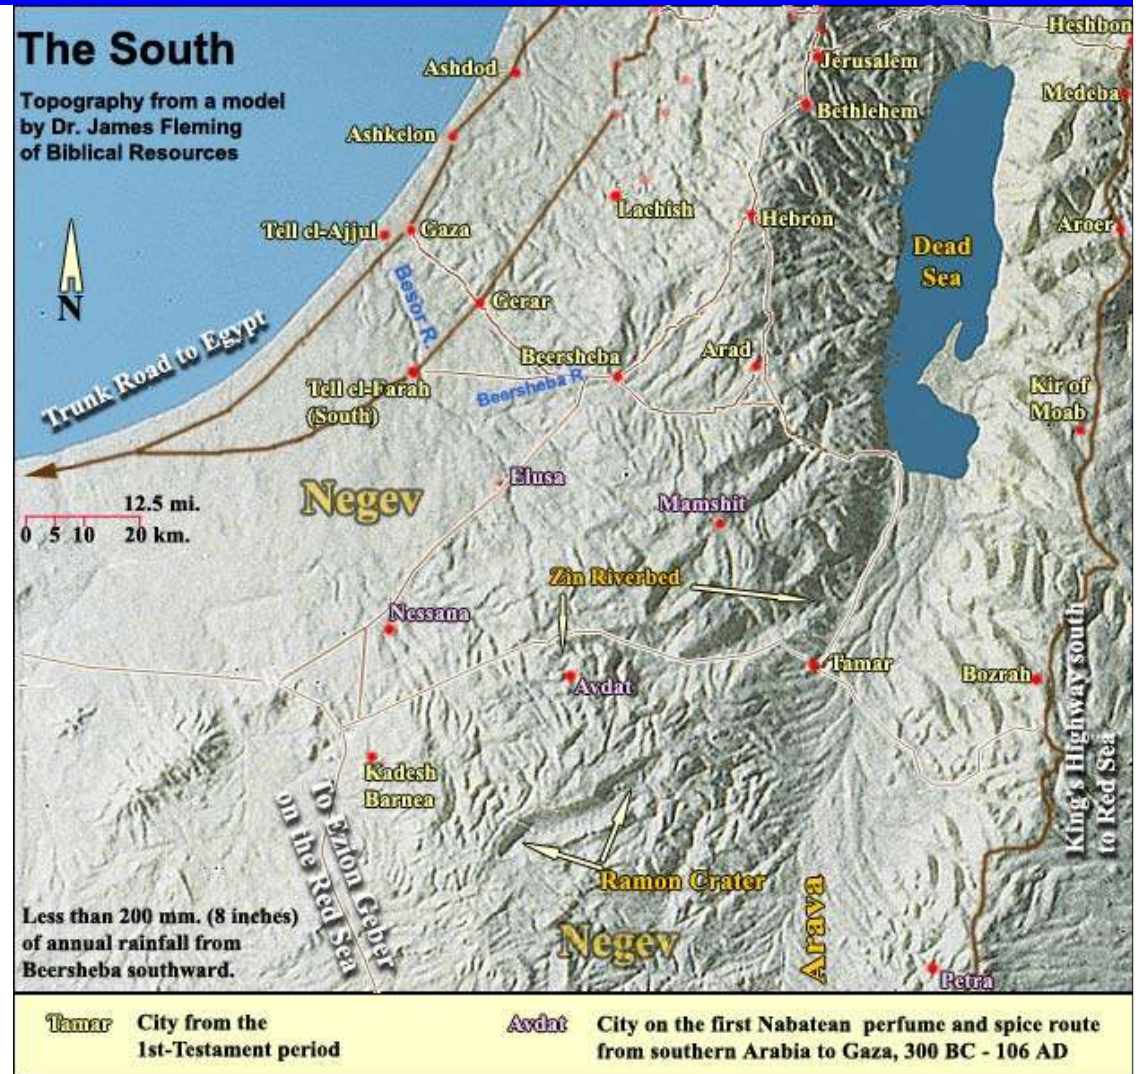 The South
Topography from a model
by Dr. James Fleming
of Biblical Resources
Heshbon
Ashdod
Jerusalem
Medeba
Bethlehem
Ashkelon
Lachish
Hebron
Tell el-Ajjul
Gaza
Aroer
Dead
Sea
Besor R.
N
Gerar
Trunk Road to Egypt
Beersheba
Arad
Tell el-Farah
(South)
Beersheba R.
Kir of
Moab
Elusa
Negev
Mamshit
12.5 mi.
0 5 10 20 km.
Zin Riverbed
Nessana
Tamar
Bozrah
Avdat
King's Highway south
to Red Sea
Kadesh
Barnea
To Ezion Geber
on the Red Sea
Ramon Crater
Arava
Negev
Less than 200 mm. (8 inches)
of annual rainfall from
Beersheba southward.
Petra
Tamar City from the
1st-Testament period
Avdat City on the first Nabatean perfume and spice route
from southern Arabia to Gaza, 300 BC - 106 AD